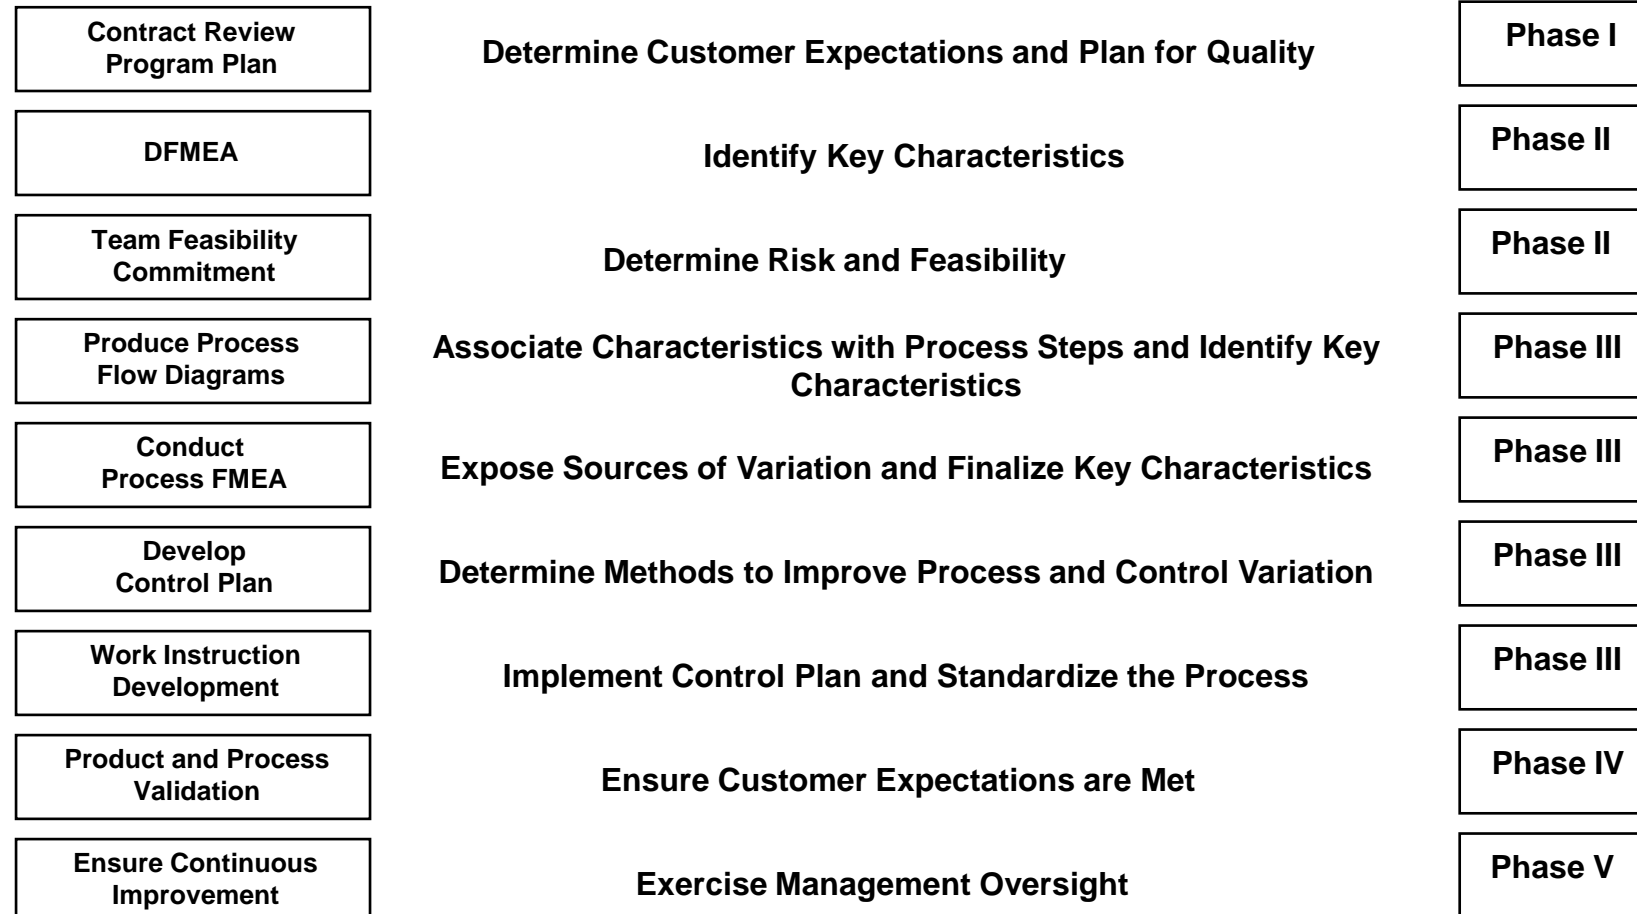 Contract Review
Program Plan
Determine Customer Expectations and Plan for Quality
Phase I
DFMEA
Identify Key Characteristics
Phase II
Team Feasibility
Commitment
Determine Risk and Feasibility
Phase II
Produce Process
Flow Diagrams
Associate Characteristics with Process Steps and Identify Key
Characteristics
Phase III
Conduct
Process FMEA
Expose Sources of Variation and Finalize Key Characteristics
Phase III
Develop
Control Plan
Determine Methods to Improve Process and Control Variation
Phase III
Work Instruction
Development
Implement Control Plan and Standardize the Process
Phase III
Product and Process
Validation
Ensure Customer Expectations are Met
Phase IV
Ensure Continuous
Improvement
Exercise Management Oversight
Phase V